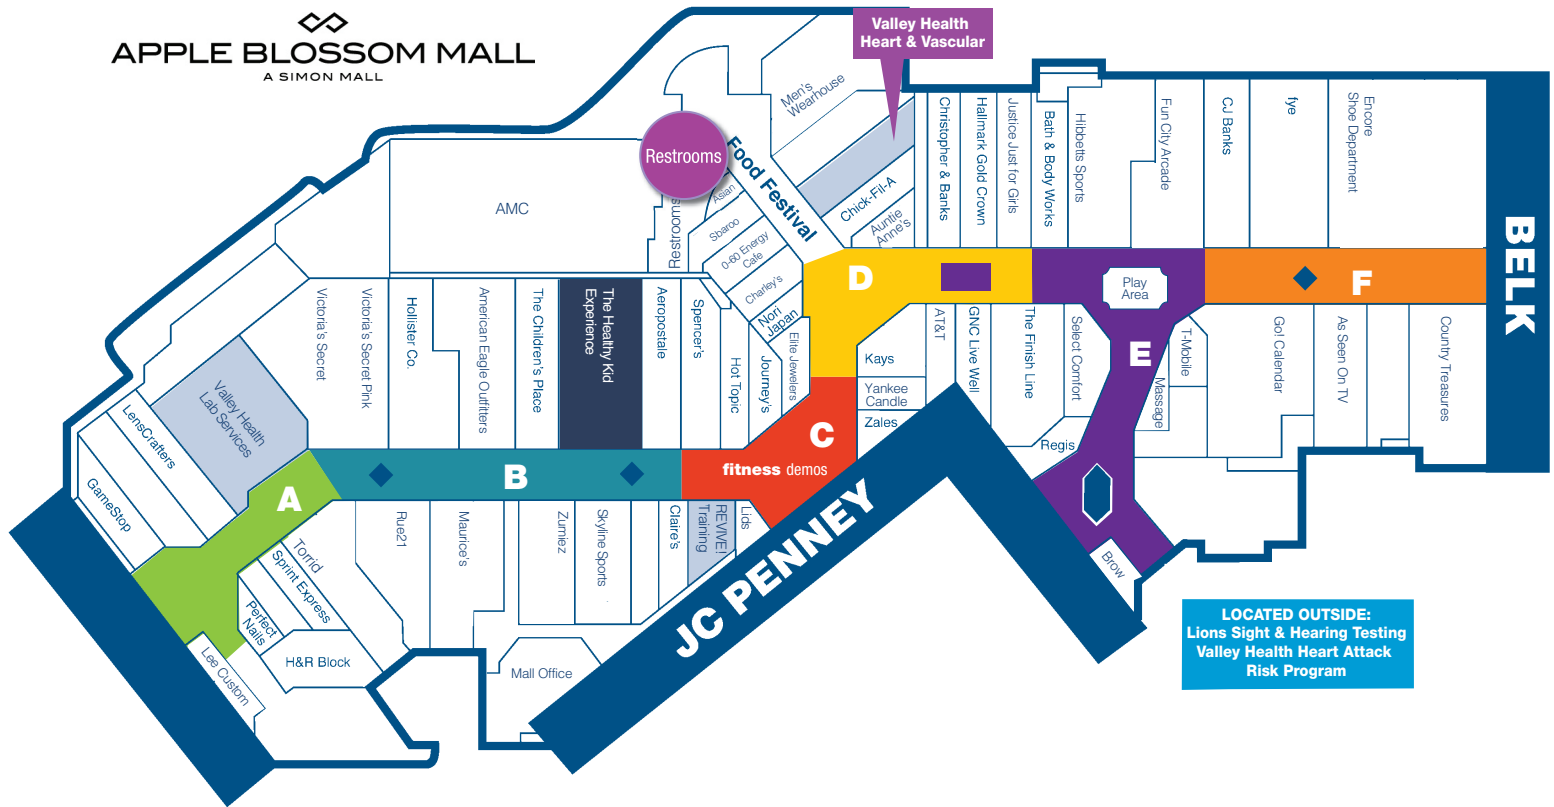 APPLE BLOSSOM MALL
A SIMON MALL
Valley Health
Heart & Vascular
Men's
Wearhouse
Restrooms
Food Festival
Restrooms
Asian
Sbaroo
0-60 Energy
Cafe
Charley's
Nori
Japan
Elite Jewelers
Chick-Fil-A
Auntie
Anne's
Christopher & Banks
Hallmark Gold Crown
Justice Just for Girls
Bath & Body Works
Hibbetts Sports
Fun City Arcade
CJ Banks
fye
Encore
Shoe Department
BELK
AMC
Victoria's Secret
Victoria's Secret Pink
Hollister Co.
American Eagle Outfitters
The Children's Place
The Healthy Kid
Experience
Aeropostale
Spencer's
Hot Topic
Journey's
D
Play
Area
F
E
AT&T
GNC Live Well
The Finish Line
Select Comfort
T-Mobile
Massage
Go! Calendar
As Seen On TV
Country Treasures
Kays
Yankee
Candle
Zales
Regis
Valley Health
Lab Services
LensCrafters
GameStop
A
B
C
fitness demos
Rue21
Maurice's
Zumiez
Skyline Sports
Claire's
REVIVE!
Training
Lids
JC PENNEY
Brow
Torrid
Sprint Express
Perfect
Nails
H&R Block
Lee Custom
Mall Office
LOCATED OUTSIDE:
Lions Sight & Hearing Testing
Valley Health Heart Attack
Risk Program